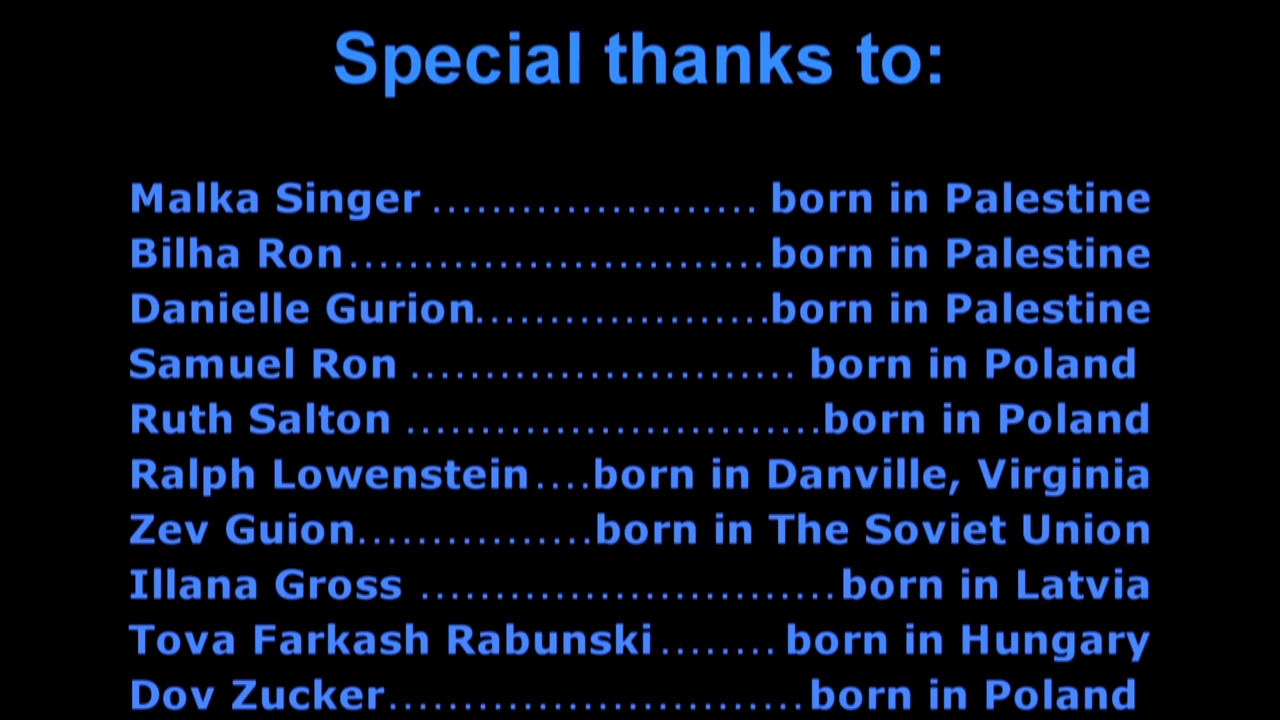 Special thanks to:
Malka Singer ...................... born in Palestine
Bilha Ron............................born in Palestine
Danielle Gurion....................born in Palestine
Samuel Ron .......................... born in Poland
Ruth Salton ............................born in Poland
Ralph Lowenstein....born in Danville, Virginia
Zev Guion................born in The Soviet Union
Illana Gross ............................born in Latvia
Tova Farkash Rabunski........ born in Hungary
Dov Zucker............................born in Poland